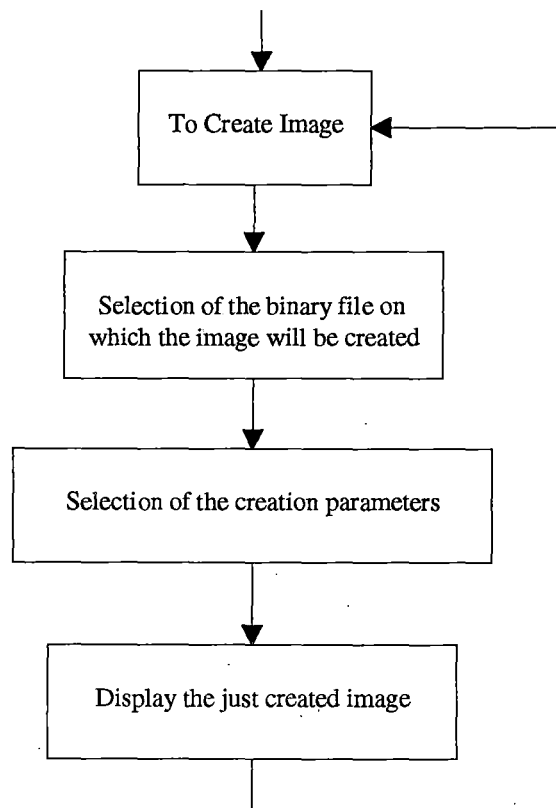 To Create Image
Selection of the binary file on
which the image will be created
Selection of the creation parameters
Display the just created image